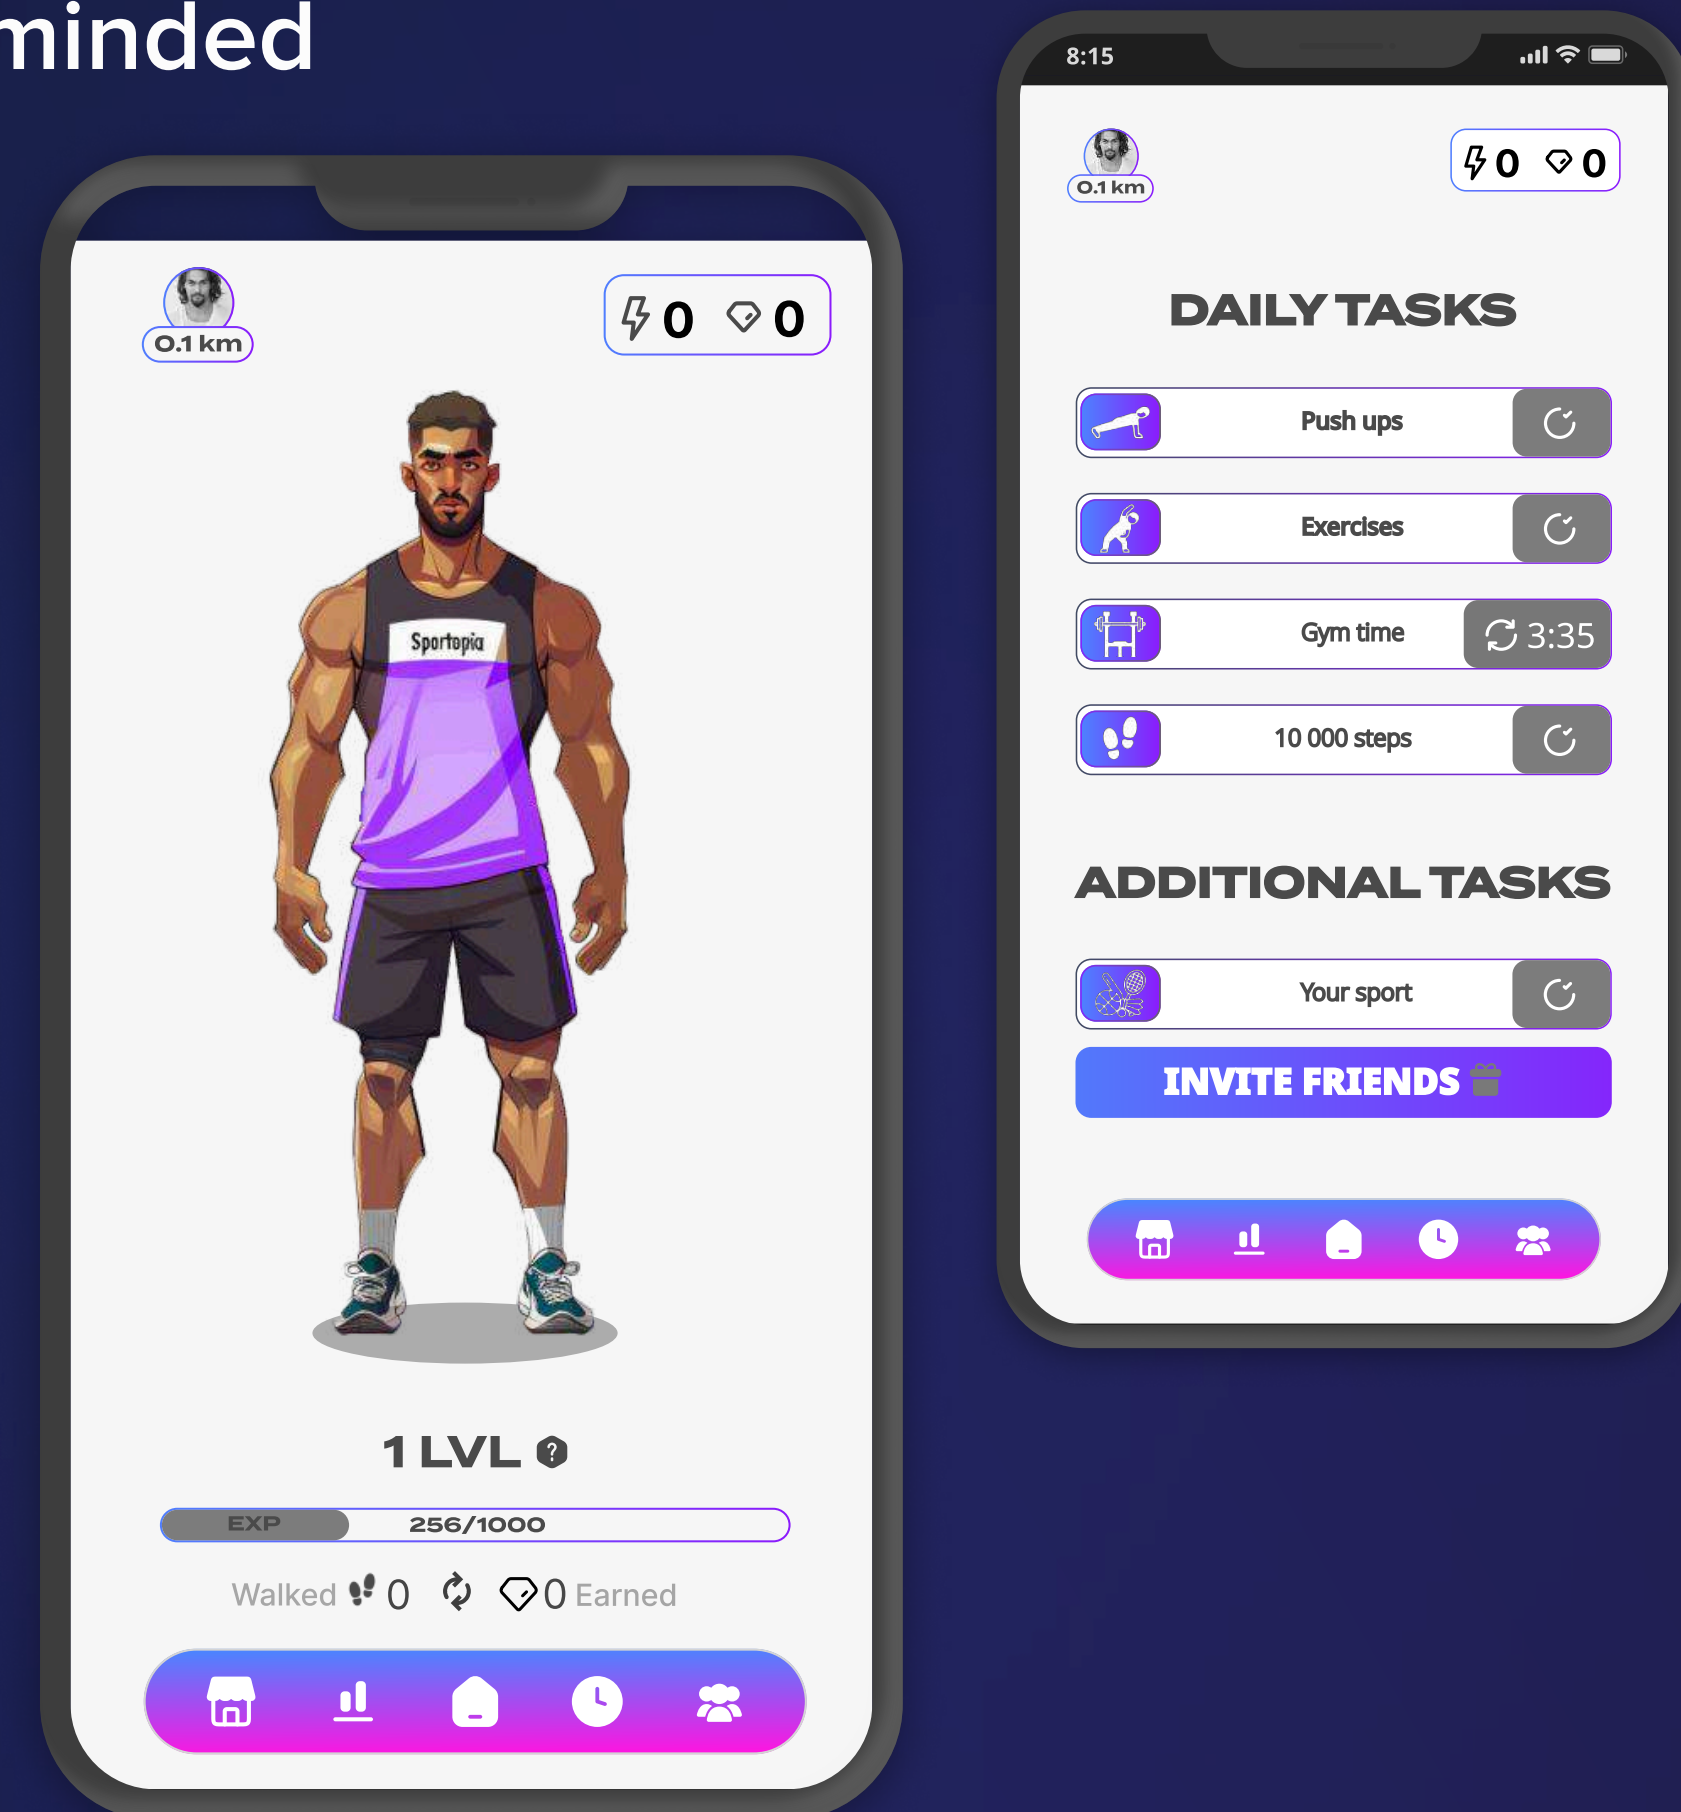 minded
0.1 km
0 0
Sportopia
1 LVL ?
EXP 256/1000
Walked 0 0 Earned
8:15
0.1 km
0 0
DAILY TASKS
Push ups
Exercises
Gym time 3:35
10 000 steps
ADDITIONAL TASKS
Your sport
INVITE FRIENDS